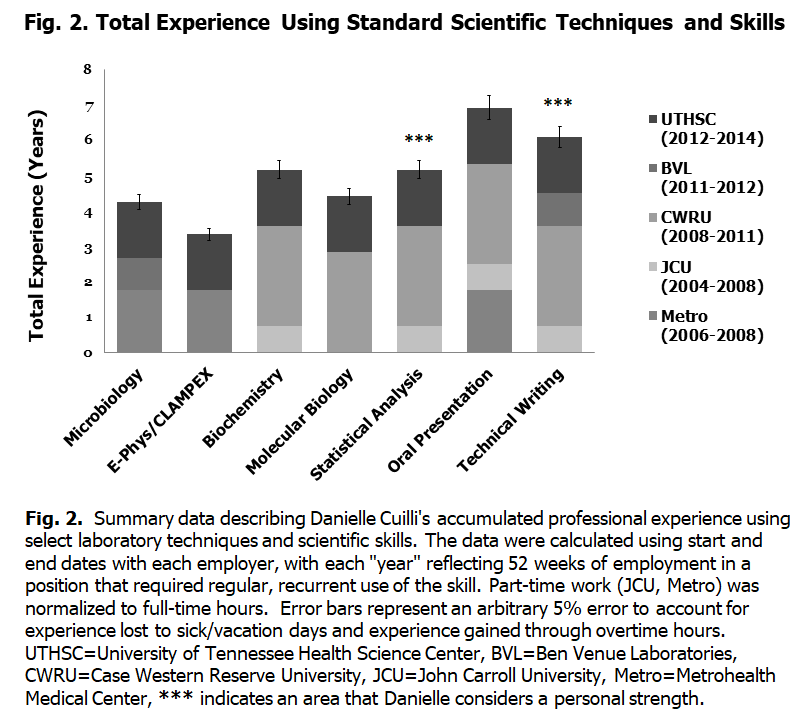 Fig. 2. Total Experience Using Standard Scientific Techniques and Skills
Total Experience (Years)
8
7
6
5
4
3
2
1
0
***
***
Microbiology
E-Phys/CLAMPEX
Biochemistry
Molecular Biology
Statistical Analysis
Oral Presentation
Technical Writing
UTHSC
(2012-2014)
BVL
(2011-2012)
CWRU
(2008-2011)
JCU
(2004-2008)
Metro
(2006-2008)
Fig. 2. Summary data describing Danielle Cuilli's accumulated professional experience using
select laboratory techniques and scientific skills. The data were calculated using start and
end dates with each employer, with each "year" reflecting 52 weeks of employment in a
position that required regular, recurrent use of the skill. Part-time work (JCU, Metro) was
normalized to full-time hours. Error bars represent an arbitrary 5% error to account for
experience lost to sick/vacation days and experience gained through overtime hours.
UTHSC=University of Tennessee Health Science Center, BVL=Ben Venue Laboratories,
CWRU=Case Western Reserve University, JCU=John Carroll University, Metro=Metrohealth
Medical Center, *** indicates an area that Danielle considers a personal strength.